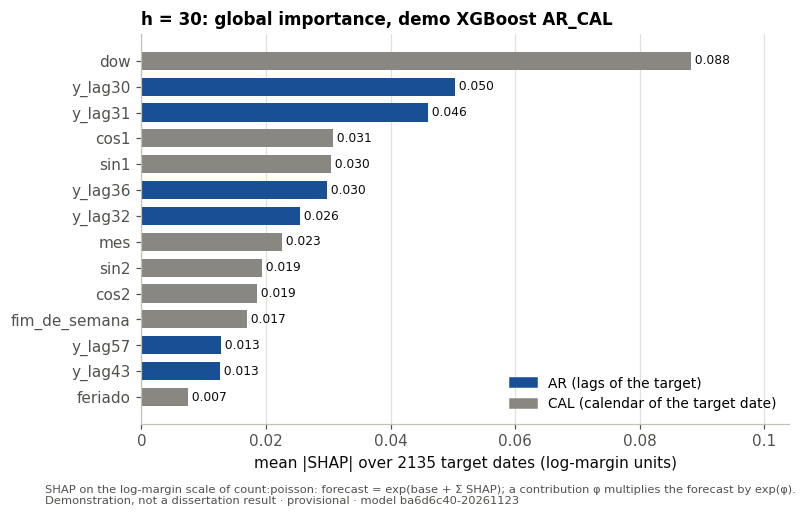 h = 30: global importance, demo XGBoost AR_CAL
dow 0.088
y_lag30 0.050
y_lag31 0.046
cos1 0.031
sin1 0.030
y_lag36 0.030
y_lag32 0.026
mes 0.023
sin2 0.019
cos2 0.019
fim_de_semana 0.017
y_lag57 0.013
y_lag43 0.013
feriado 0.007
AR (lags of the target)
CAL (calendar of the target date)
0 0.02 0.04 0.06 0.08 0.1
mean |SHAP| over 2135 target dates (log-margin units)
SHAP on the log-margin scale of count:poisson: forecast = exp(base + Σ SHAP); a contribution φ multiplies the forecast by exp(φ).
Demonstration, not a dissertation result · provisional · model ba6d6c40-20261123